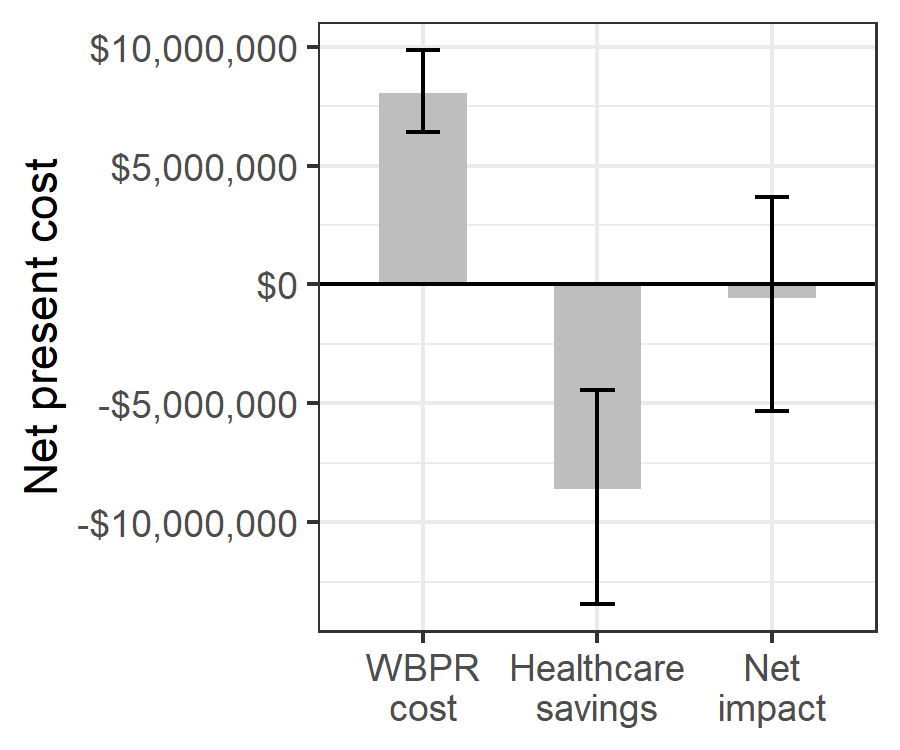 $10,000,000
$5,000,000
$0
-$5,000,000
-$10,000,000
Net present cost
WBPR
cost
Healthcare
savings
Net
impact